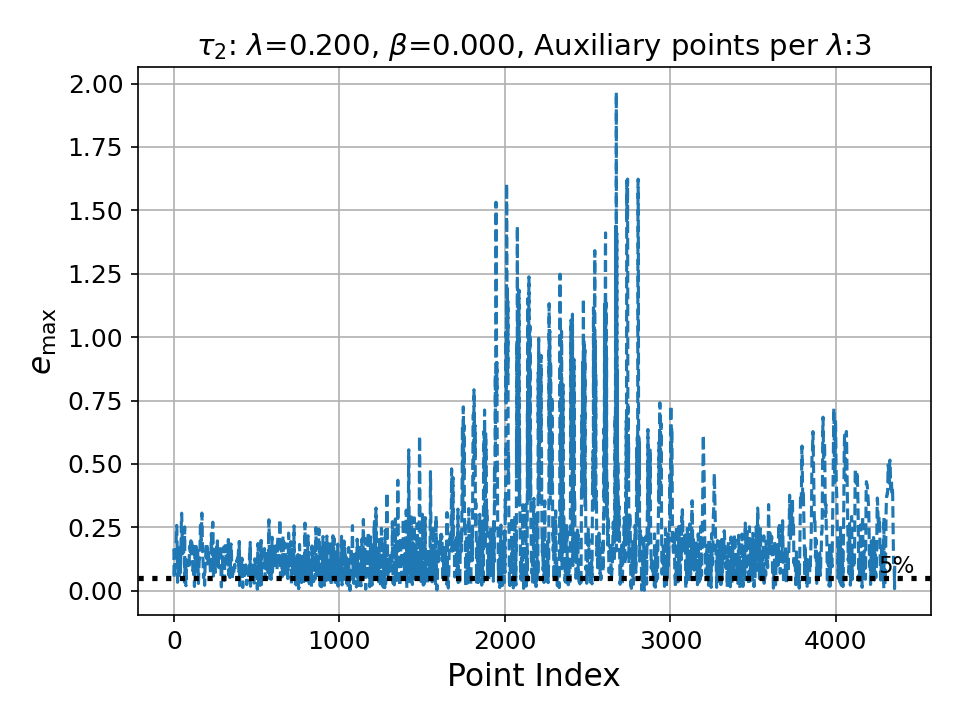 τ₂: λ=0.200, β=0.000, Auxiliary points per λ:3
2.00
1.75
1.50
1.25
1.00
0.75
0.50
0.25
0.00
e_max
5%
0 1000 2000 3000 4000
Point Index